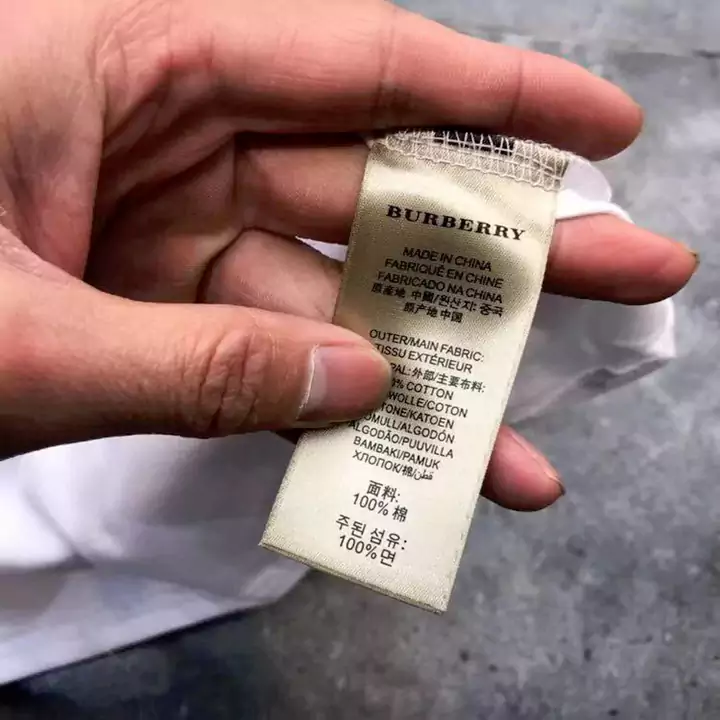 BURBERRY
MADE IN CHINA
FABRIQUÉ EN CHINE
FABRICADO NA CHINA
原產地 中國/원산지: 중국
原产地 中国
OUTER/MAIN FABRIC:
TISSU EXTÉRIEUR
PAL: 外部/主要布料:
% COTTON
WOLLE/COTON
TONE/KATOEN
OMULL/ALGODÓN
ALGODÃO/PUUVILLA
BAMBAKI/PAMUK
ХЛОПОК/棉/قطن
面料:
100% 棉
주된 섬유:
100% 면